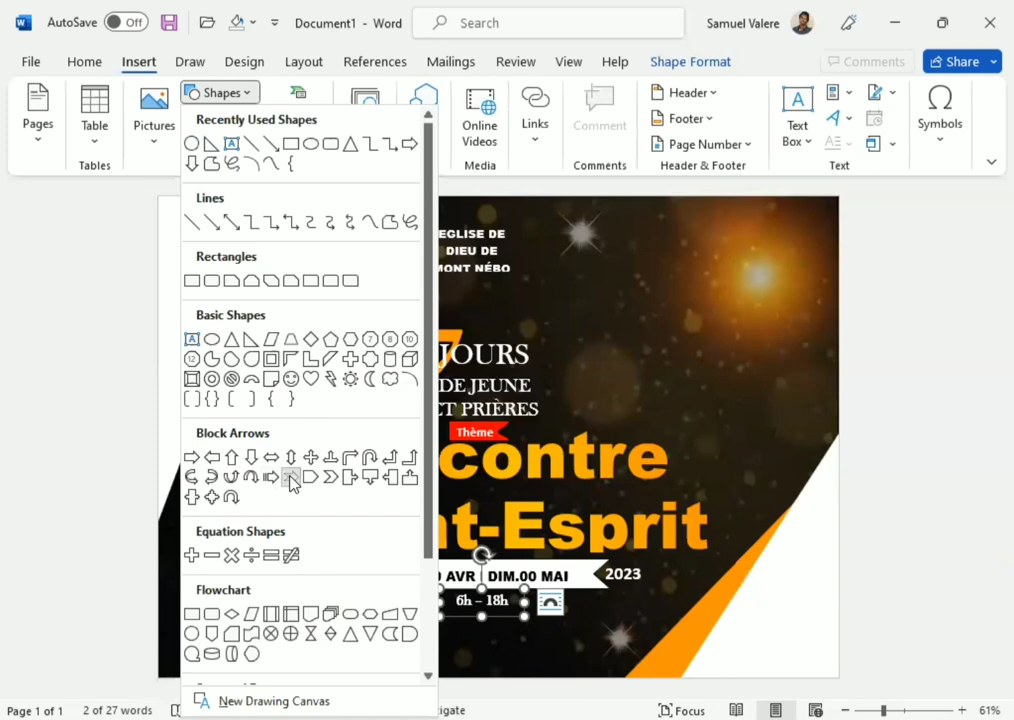 AutoSave
Off
Document1 - Word
Search
Samuel Valere
File
Home
Insert
Draw
Design
Layout
References
Mailings
Review
View
Help
Shape Format
Comments
Share
Pages
Table
Pictures
Shapes
Online
Videos
Links
Comment
Header
Footer
Page Number
Text
Box
Symbols
Tables
Media
Comments
Header & Footer
Text
Recently Used Shapes
Lines
Rectangles
Basic Shapes
Block Arrows
Equation Shapes
Flowchart
New Drawing Canvas
EGLISE DE
DIEU DE
MONT NÉBO
7
JOURS
DE JEUNE
ET PRIÈRES
Thème
contre
nt-Esprit
0 AVR | DIM.00 MAI
2023
6h – 18h
Page 1 of 1
2 of 27 words
Focus
61%